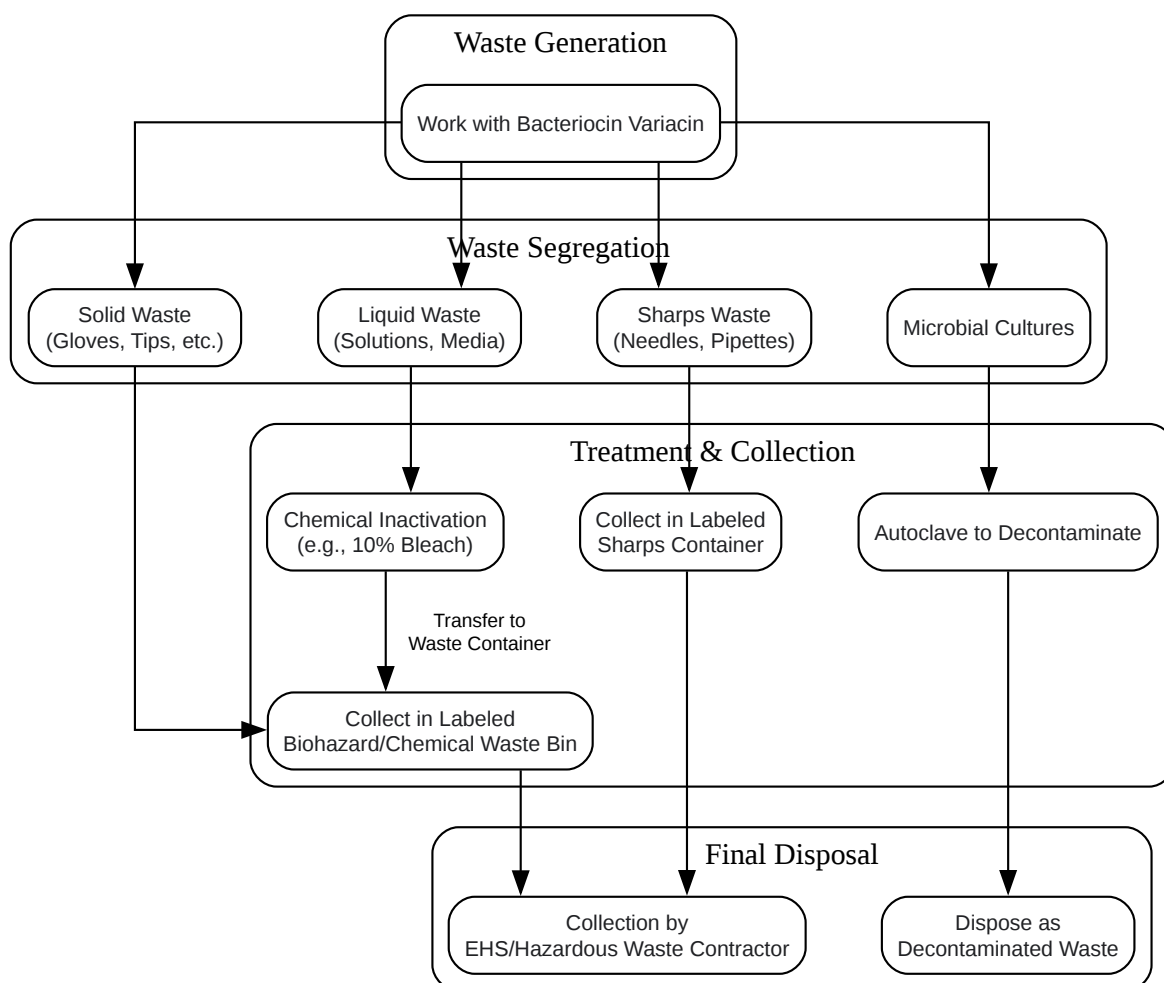 Waste Generation
Work with Bacteriocin Variacin
Waste Segregation
Solid Waste
(Gloves, Tips, etc.)
Liquid Waste
(Solutions, Media)
Sharps Waste
(Needles, Pipettes)
Microbial Cultures
Treatment & Collection
Chemical Inactivation
(e.g., 10% Bleach)
Collect in Labeled
Sharps Container
Autoclave to Decontaminate
Transfer to
Waste Container
Collect in Labeled
Biohazard/Chemical Waste Bin
Final Disposal
Collection by
EHS/Hazardous Waste Contractor
Dispose as
Decontaminated Waste